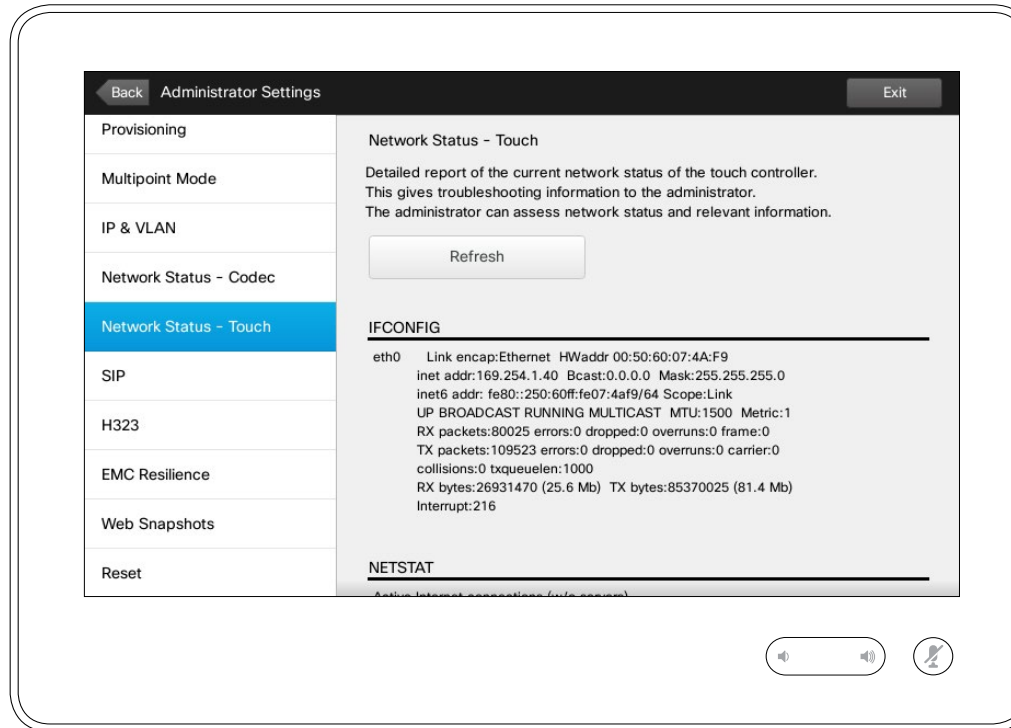 Back Administrator Settings Exit
Provisioning
Multipoint Mode
IP & VLAN
Network Status - Codec
Network Status - Touch
SIP
H323
EMC Resilience
Web Snapshots
Reset
Network Status - Touch
Detailed report of the current network status of the touch controller.
This gives troubleshooting information to the administrator.
The administrator can assess network status and relevant information.
Refresh
IFCONFIG
eth0 Link encap:Ethernet HWaddr 00:50:60:07:4A:F9
inet addr:169.254.1.40 Bcast:0.0.0.0 Mask:255.255.255.0
inet6 addr: fe80::250:60ff:fe07:4af9/64 Scope:Link
UP BROADCAST RUNNING MULTICAST MTU:1500 Metric:1
RX packets:80025 errors:0 dropped:0 overruns:0 frame:0
TX packets:109523 errors:0 dropped:0 overruns:0 carrier:0
collisions:0 txqueuelen:1000
RX bytes:26931470 (25.6 Mb) TX bytes:85370025 (81.4 Mb)
Interrupt:216
NETSTAT
Active Internet connections (w/o servers)